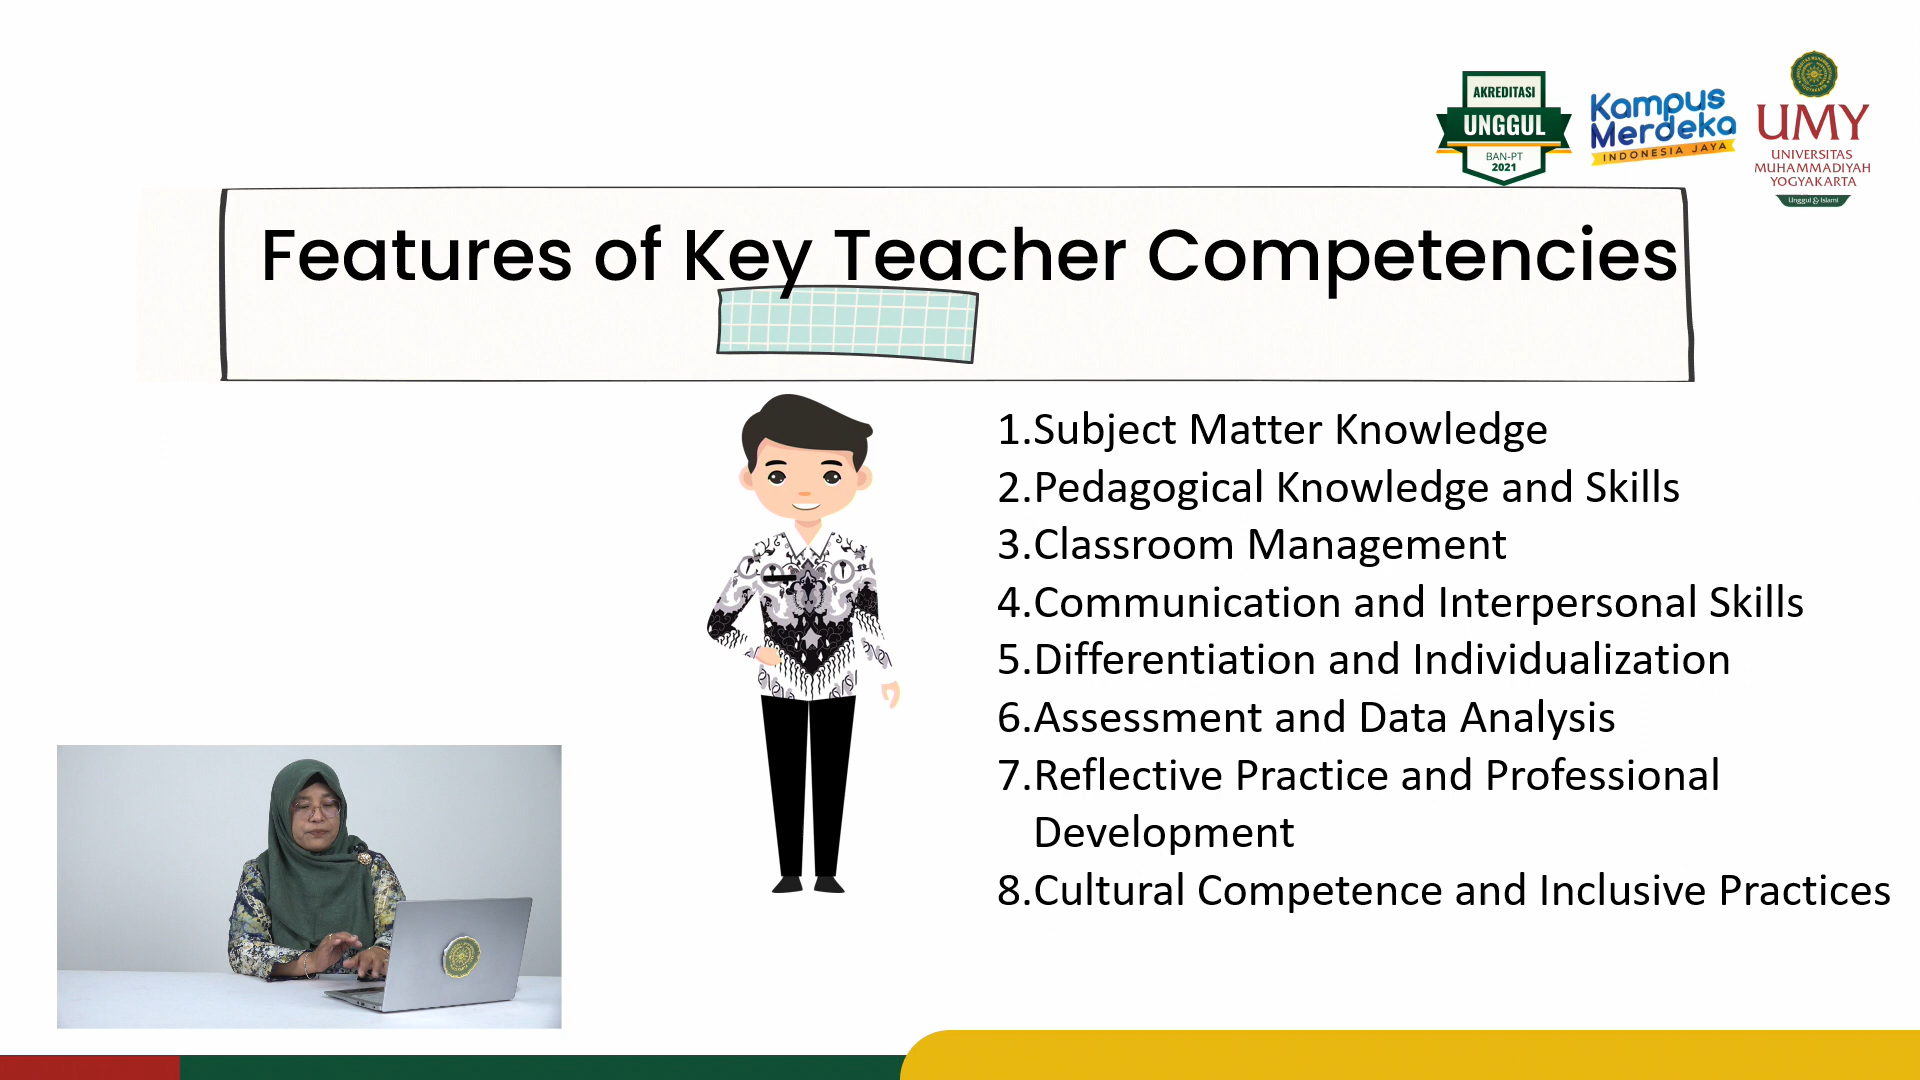 AKREDITASI
UNGGUL
BAN-PT
2021
Kampus
Merdeka
INDONESIA JAYA
UMY
UNIVERSITAS
MUHAMMADIYAH
YOGYAKARTA
Unggul & Islami
Features of Key Teacher Competencies
1.Subject Matter Knowledge
2.Pedagogical Knowledge and Skills
3.Classroom Management
4.Communication and Interpersonal Skills
5.Differentiation and Individualization
6.Assessment and Data Analysis
7.Reflective Practice and Professional
Development
8.Cultural Competence and Inclusive Practices